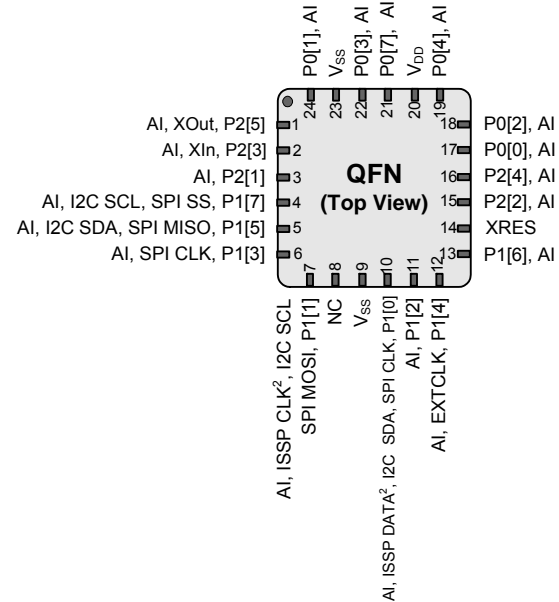 P0[1], AI
VSS
P0[3], AI
P0[7], AI
VDD
P0[4], AI
24
23
22
21
20
19
AI, XOut, P2[5]
1
18
P0[2], AI
AI, XIn, P2[3]
2
17
P0[0], AI
AI, P2[1]
3
QFN
16
P2[4], AI
AI, I2C SCL, SPI SS, P1[7]
4
(Top View)
15
P2[2], AI
AI, I2C SDA, SPI MISO, P1[5]
5
14
XRES
AI, SPI CLK, P1[3]
6
13
P1[6], AI
7
8
9
10
11
12
AI, ISSP CLK², I2C SCL
SPI MOSI, P1[1]
NC
VSS
AI, ISSP DATA², I2C SDA, SPI CLK, P1[0]
AI, P1[2]
AI, EXTCLK, P1[4]